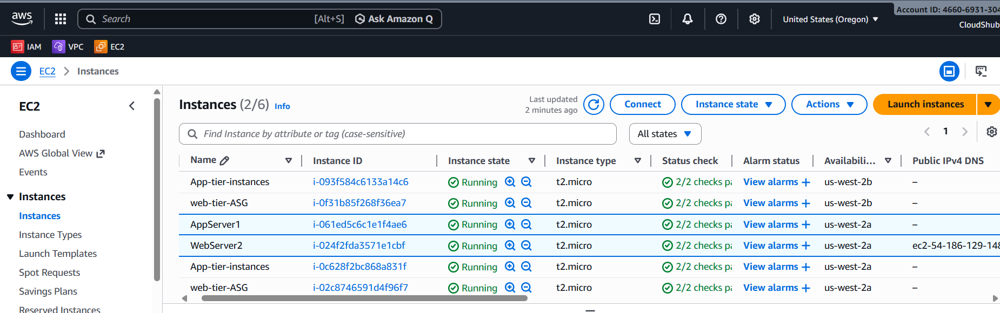 Account ID: 4660-6931-304
aws Search [Alt+S] Ask Amazon Q United States (Oregon) CloudShub
IAM VPC EC2
EC2 Instances
EC2
Dashboard
AWS Global View
Events
Instances
Instances
Instance Types
Launch Templates
Spot Requests
Savings Plans
Reserved Instances
Instances (2/6) Info
Last updated
2 minutes ago
Connect Instance state Actions Launch instances
Find Instance by attribute or tag (case-sensitive) All states 1
Name Instance ID Instance state Instance type Status check Alarm status Availabili... Public IPv4 DNS
App-tier-instances i-093f584c6133a14c6 Running t2.micro 2/2 checks pa View alarms + us-west-2b –
web-tier-ASG i-0f31b85f268f36ea7 Running t2.micro 2/2 checks pa View alarms + us-west-2b –
AppServer1 i-061ed5c6c1e1f4ae6 Running t2.micro 2/2 checks pa View alarms + us-west-2a –
WebServer2 i-024f2fda3571e1cbf Running t2.micro 2/2 checks pa View alarms + us-west-2a ec2-54-186-129-148
App-tier-instances i-0c628f2bc868a831f Running t2.micro 2/2 checks pa View alarms + us-west-2a –
web-tier-ASG i-02c8746591d4f96f7 Running t2.micro 2/2 checks pa View alarms + us-west-2a –